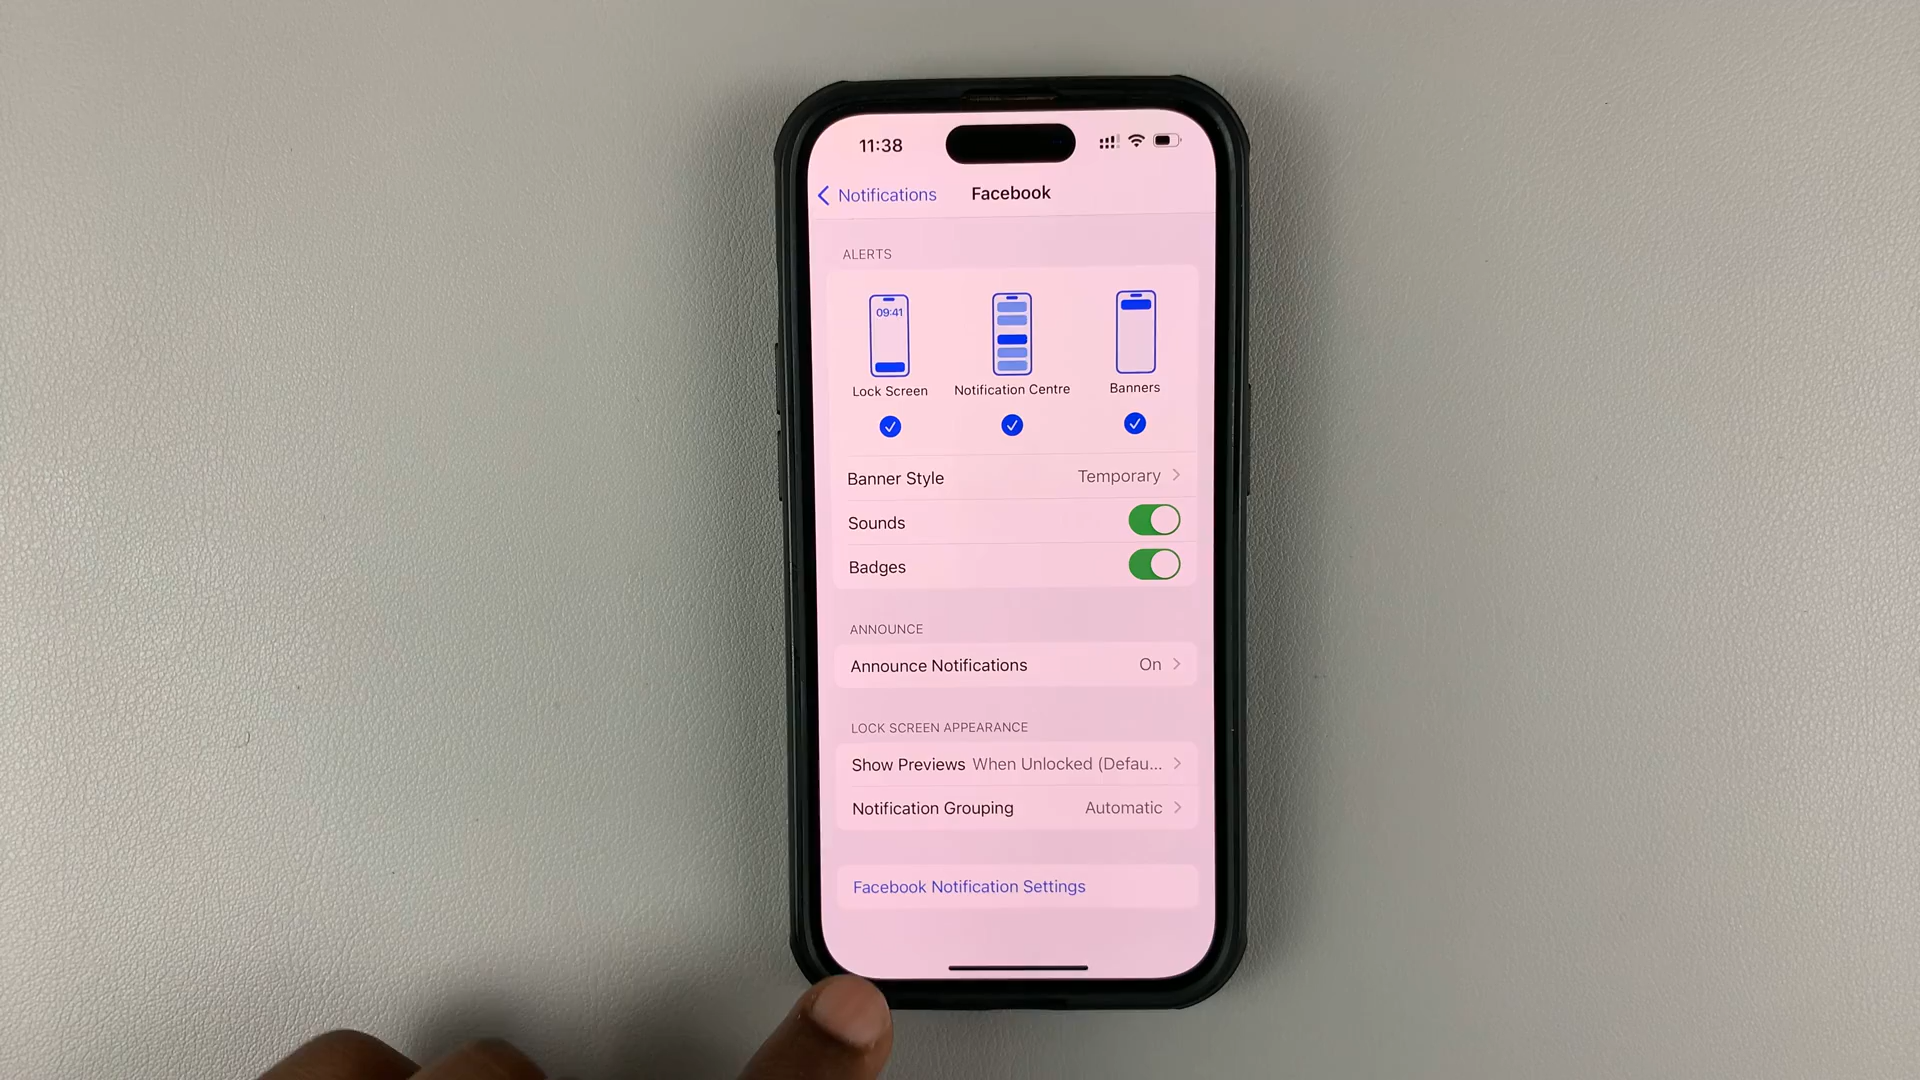 11:38
Notifications Facebook
ALERTS
09:41
Lock Screen Notification Centre Banners
Banner Style Temporary
Sounds
Badges
ANNOUNCE
Announce Notifications On
LOCK SCREEN APPEARANCE
Show Previews When Unlocked (Defau...
Notification Grouping Automatic
Facebook Notification Settings